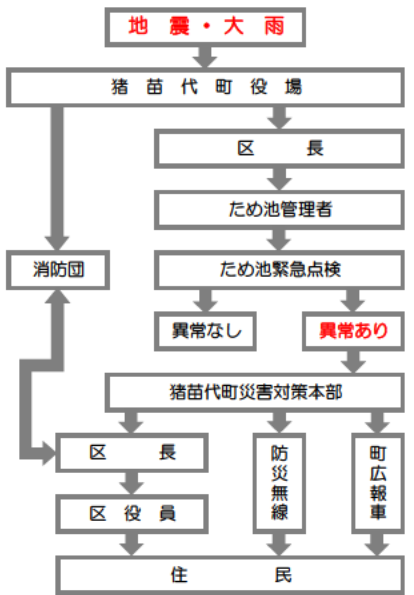 地震・大雨
猪苗代町役場
区長
ため池管理者
消防団
ため池緊急点検
異常なし
異常あり
猪苗代町災害対策本部
区長
防災無線
町広報車
区役員
住民